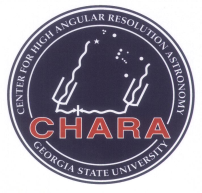 CENTER FOR HIGH ANGULAR RESOLUTION ASTRONOMY
CHARA
GEORGIA STATE UNIVERSITY